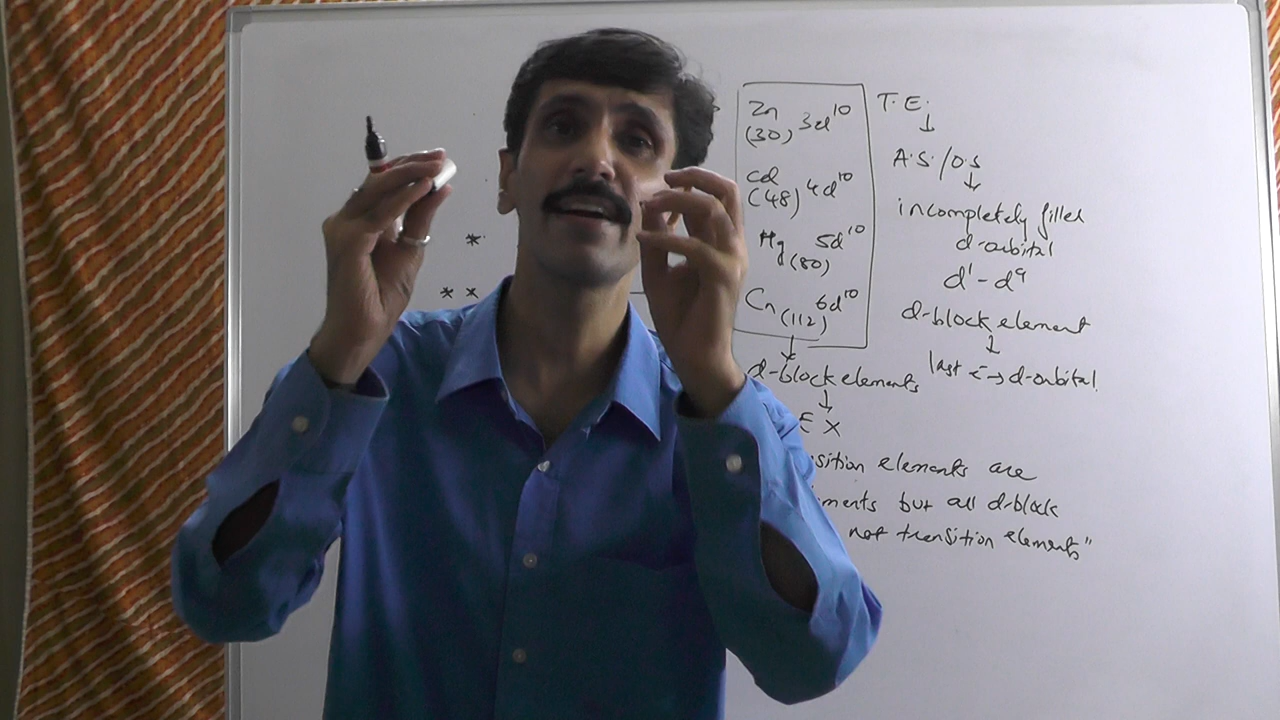 *
* *
Zn 3d¹⁰
(30)
Cd 4d¹⁰
(48)
Hg 5d¹⁰
(80)
Cn 6d¹⁰
(112)
↓
d-block elements
↓
E X
T.E.
↓
A.S./O.S
↓
incompletely filled
d-orbital
d¹ - d⁹
d-block element
↓
last e⁻ → d-orbital.
sition elements are
ments but all d-block
not transition elements"